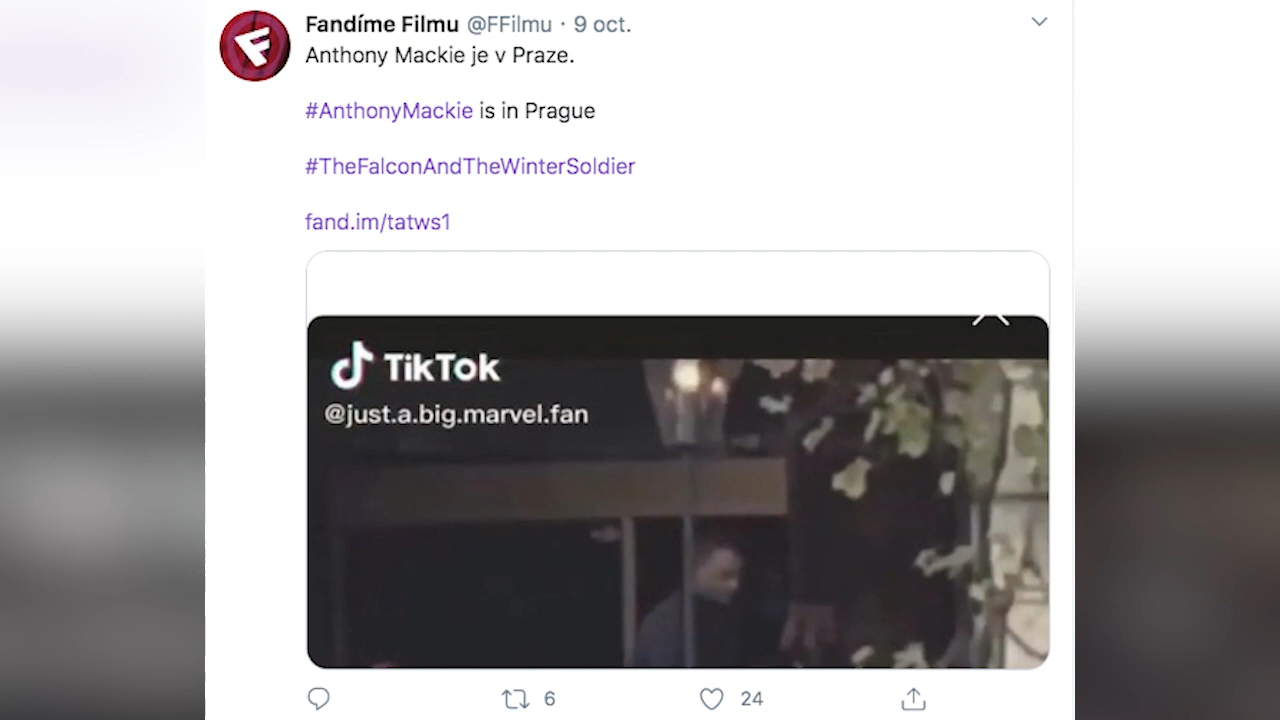 Fandíme Filmu @FFilmu · 9 oct.
Anthony Mackie je v Praze.
#AnthonyMackie is in Prague
#TheFalconAndTheWinterSoldier
fand.im/tatws1
TikTok
@just.a.big.marvel.fan
6
24